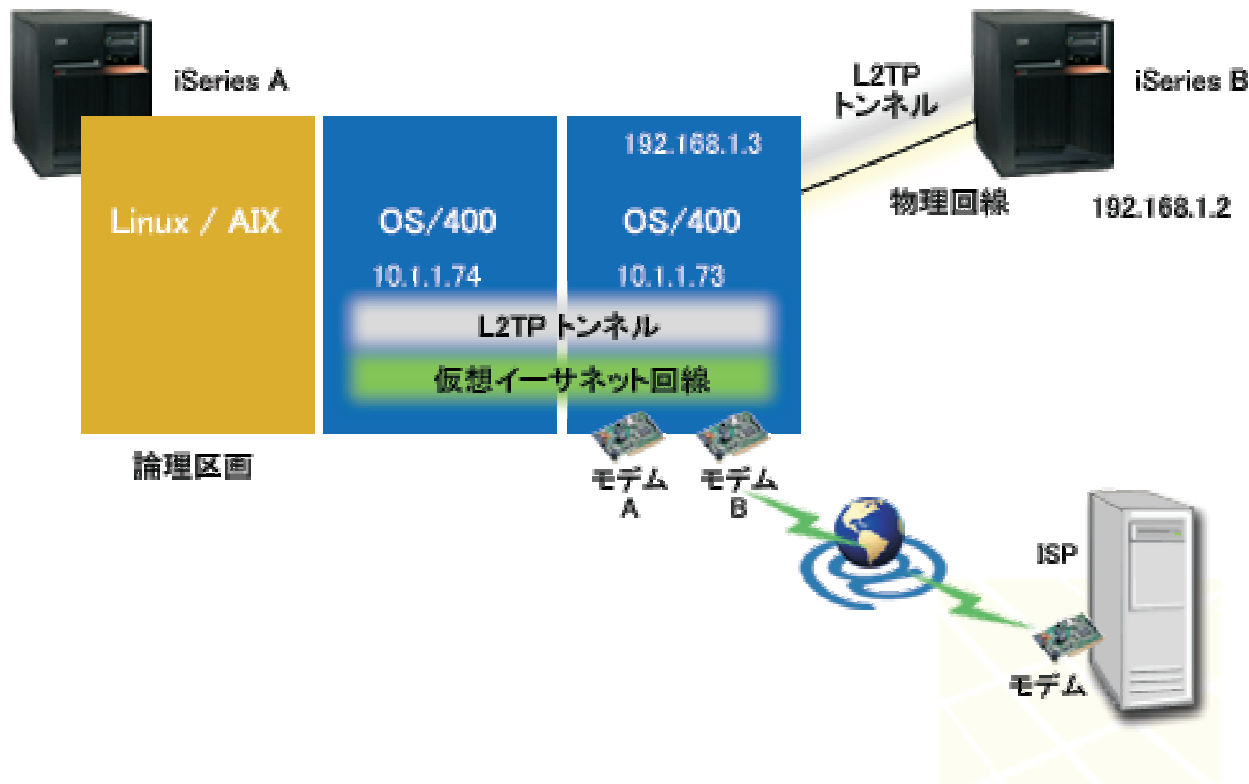 iSeries A
L2TP
トンネル
iSeries B
192.168.1.3
物理回線
192.168.1.2
Linux / AIX
OS/400
OS/400
10.1.1.74
10.1.1.73
L2TP トンネル
仮想イーサネット回線
論理区画
モデム
A
モデム
B
ISP
モデム